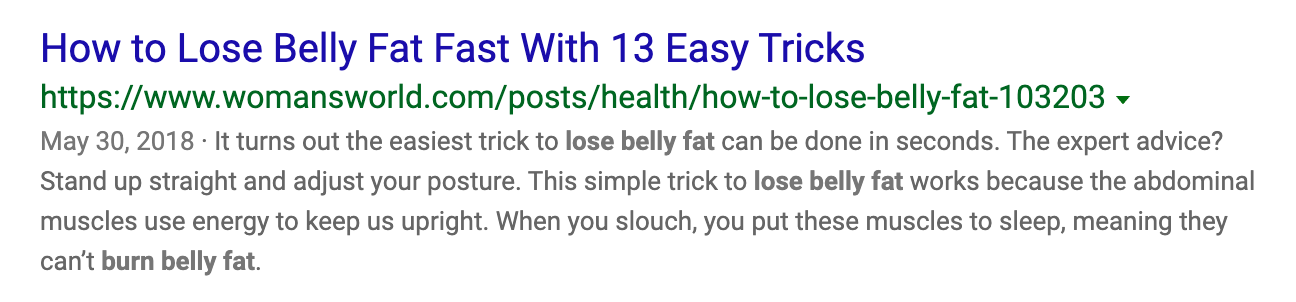 How to Lose Belly Fat Fast With 13 Easy Tricks
https://www.womansworld.com/posts/health/how-to-lose-belly-fat-103203
May 30, 2018 · It turns out the easiest trick to lose belly fat can be done in seconds. The expert advice?
Stand up straight and adjust your posture. This simple trick to lose belly fat works because the abdominal
muscles use energy to keep us upright. When you slouch, you put these muscles to sleep, meaning they
can’t burn belly fat.